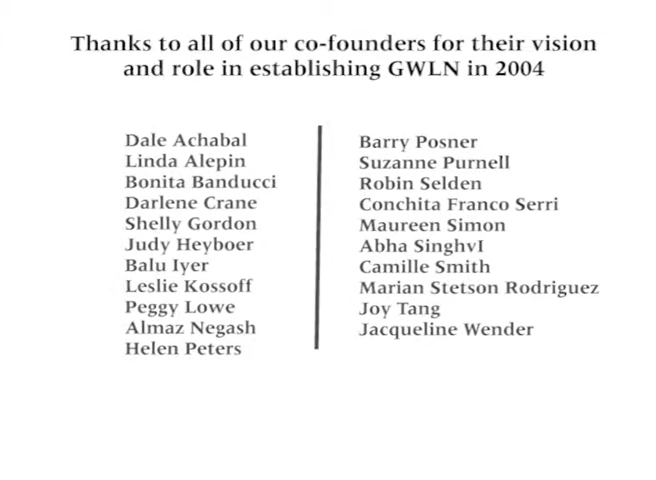 Thanks to all of our co-founders for their vision
and role in establishing GWLN in 2004
Dale Achabal
Linda Alepin
Bonita Banducci
Darlene Crane
Shelly Gordon
Judy Heyboer
Balu Iyer
Leslie Kossoff
Peggy Lowe
Almaz Negash
Helen Peters
Barry Posner
Suzanne Purnell
Robin Selden
Conchita Franco Serri
Maureen Simon
Abha SinghvI
Camille Smith
Marian Stetson Rodriguez
Joy Tang
Jacqueline Wender